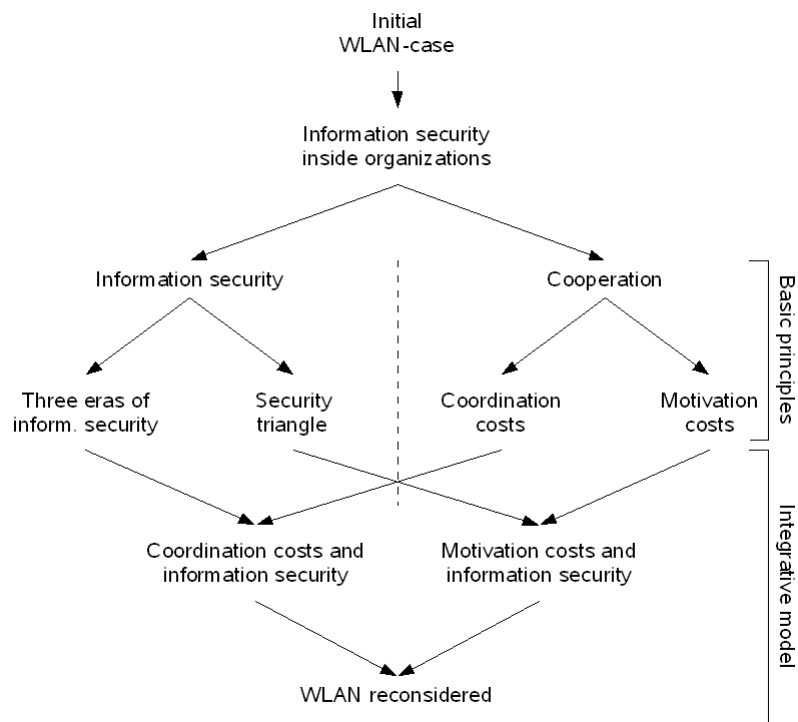 Initial
WLAN-case
Information security
inside organizations
Information security
Cooperation
Basic principles
Three eras of
inform. security
Security
triangle
Coordination
costs
Motivation
costs
Integrative model
Coordination costs and
information security
Motivation costs and
information security
WLAN reconsidered